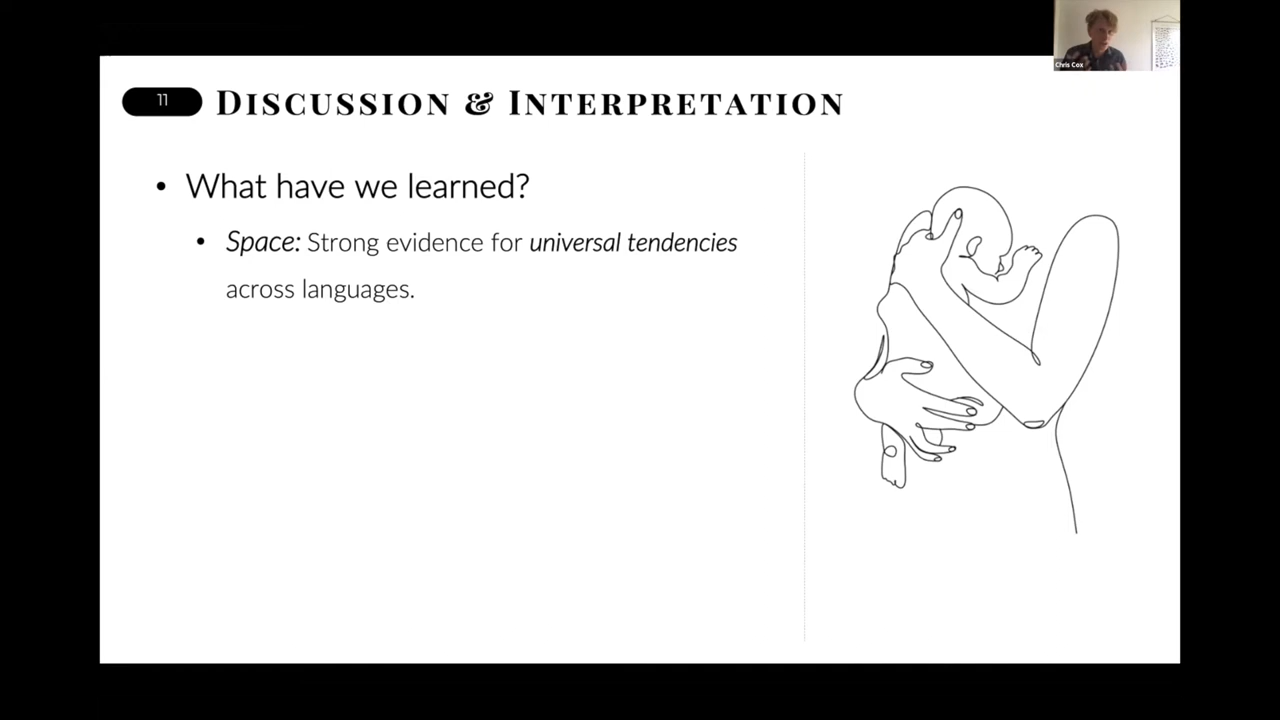 Chris Cox
11
Discussion & Interpretation
• What have we learned?
• Space: Strong evidence for universal tendencies
across languages.